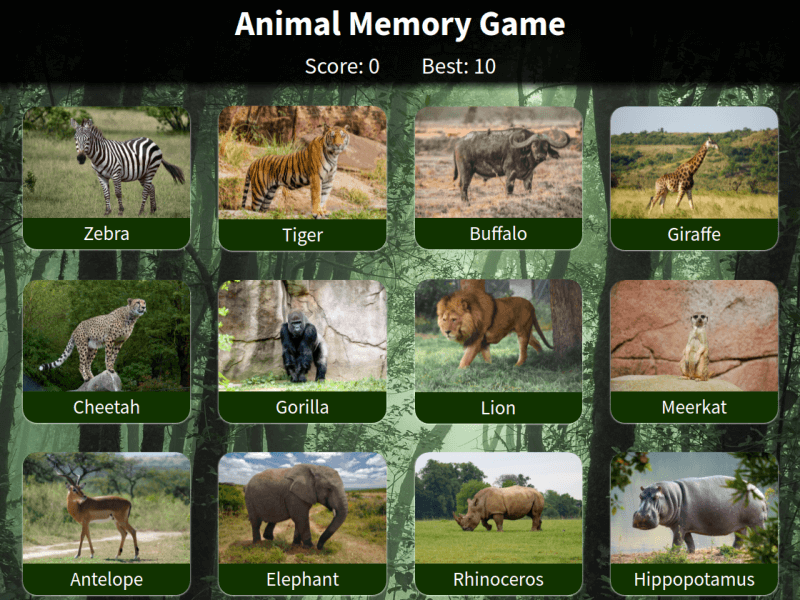 Animal Memory Game
Score: 0 Best: 10
Zebra
Tiger
Buffalo
Giraffe
Cheetah
Gorilla
Lion
Meerkat
Antelope
Elephant
Rhinoceros
Hippopotamus